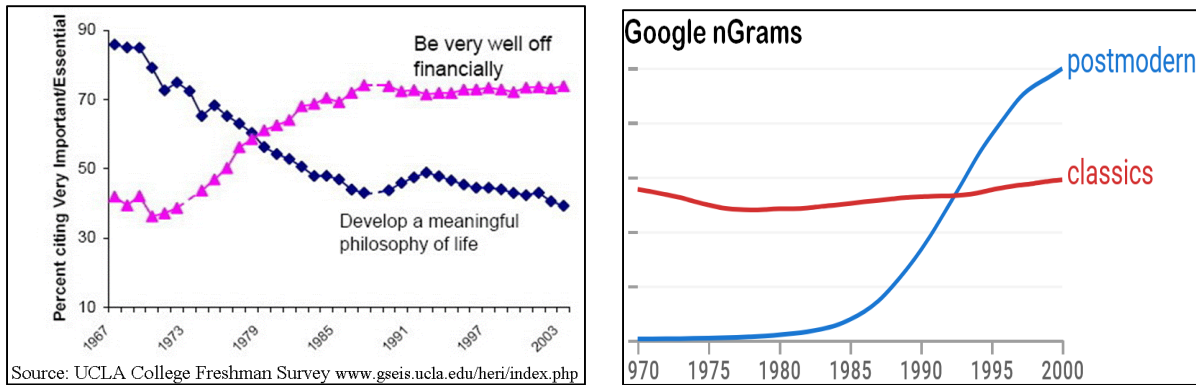 Percent citing Very Important/Essential
90
70
50
30
10
Be very well off
financially
Develop a meaningful
philosophy of life
1967
1973
1979
1985
1991
1997
2003
Source: UCLA College Freshman Survey www.gseis.ucla.edu/heri/index.php
Google nGrams
postmodern
classics
970
1975
1980
1985
1990
1995
2000